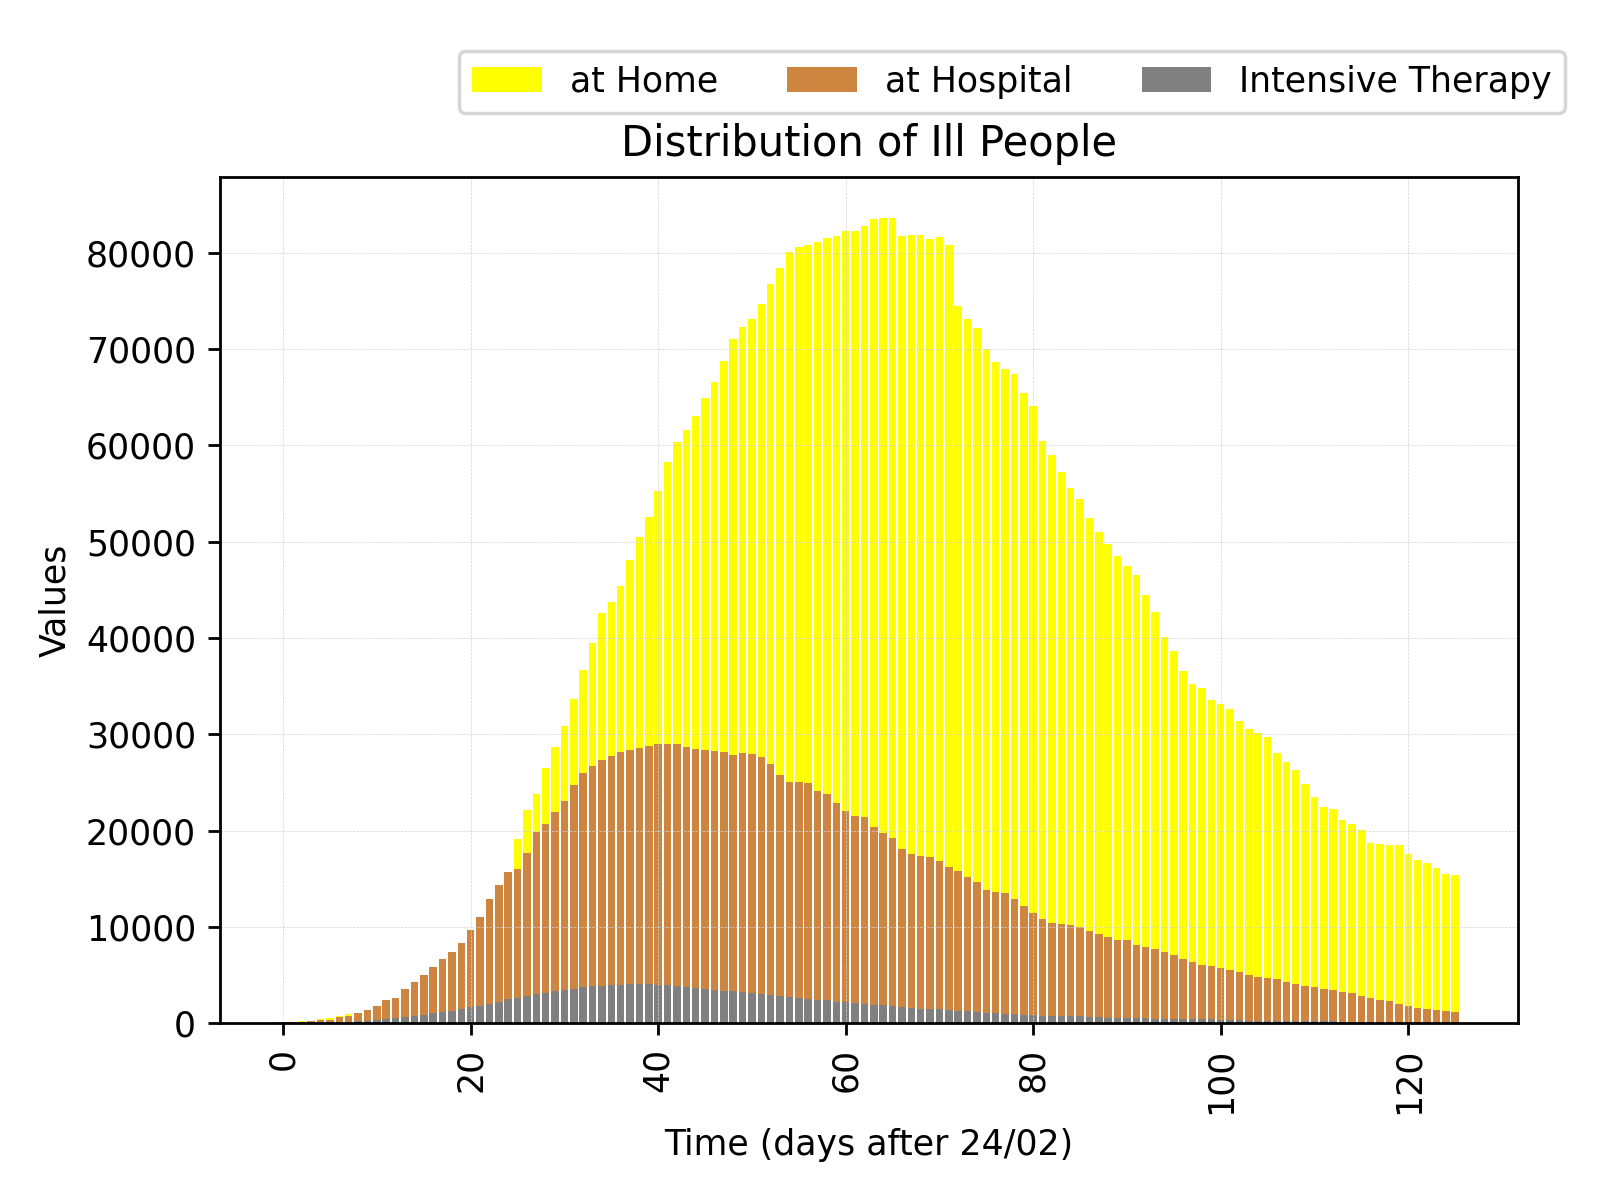 at Home at Hospital Intensive Therapy
Distribution of Ill People
80000
70000
60000
50000
40000
30000
20000
10000
0
Values
0 20 40 60 80 100 120
Time (days after 24/02)